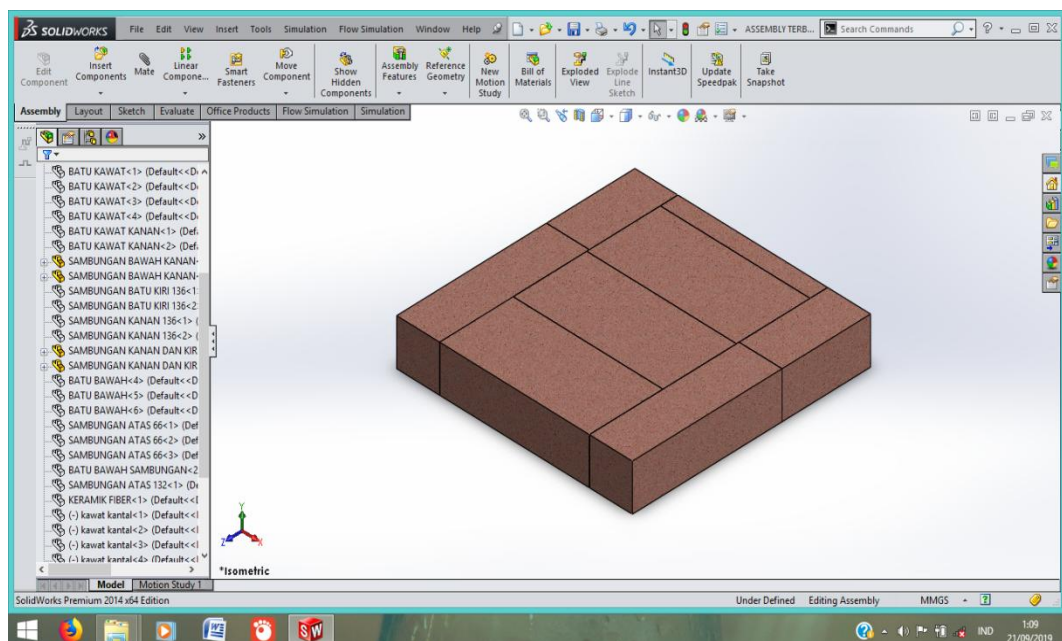 SOLIDWORKS File Edit View Insert Tools Simulation Flow Simulation Window Help ASSEMBLY TERB... Search Commands
Edit Component
Insert Components
Mate
Linear Compone...
Smart Fasteners
Move Component
Show Hidden Components
Assembly Features
Reference Geometry
New Motion Study
Bill of Materials
Exploded View
Explode Line Sketch
Instant3D
Update Speedpak
Take Snapshot
Assembly Layout Sketch Evaluate Office Products Flow Simulation Simulation
BATU KAWAT<1> (Default<<D
BATU KAWAT<2> (Default<<D
BATU KAWAT<3> (Default<<D
BATU KAWAT<4> (Default<<D
BATU KAWAT KANAN<1> (Def
BATU KAWAT KANAN<2> (Def
SAMBUNGAN BAWAH KANAN
SAMBUNGAN BAWAH KANAN
SAMBUNGAN BATU KIRI 136<1
SAMBUNGAN BATU KIRI 136<2
SAMBUNGAN KANAN 136<1> (
SAMBUNGAN KANAN 136<2> (
SAMBUNGAN KANAN DAN KIR
SAMBUNGAN KANAN DAN KIR
BATU BAWAH<4> (Default<<D
BATU BAWAH<5> (Default<<D
BATU BAWAH<6> (Default<<D
SAMBUNGAN ATAS 66<1> (Def
SAMBUNGAN ATAS 66<2> (Def
SAMBUNGAN ATAS 66<3> (Def
BATU BAWAH SAMBUNGAN<2
SAMBUNGAN ATAS 132<1> (D
KERAMIK FIBER<1> (Default<<
(-) kawat kantal<1> (Default<<
(-) kawat kantal<2> (Default<<
(-) kawat kantal<3> (Default<<
(-) kawat kantal<4> (Default<<
Y
Z X
*Isometric
Model Motion Study 1
SolidWorks Premium 2014 x64 Edition Under Defined Editing Assembly MMGS
IND 1:09
21/09/2019